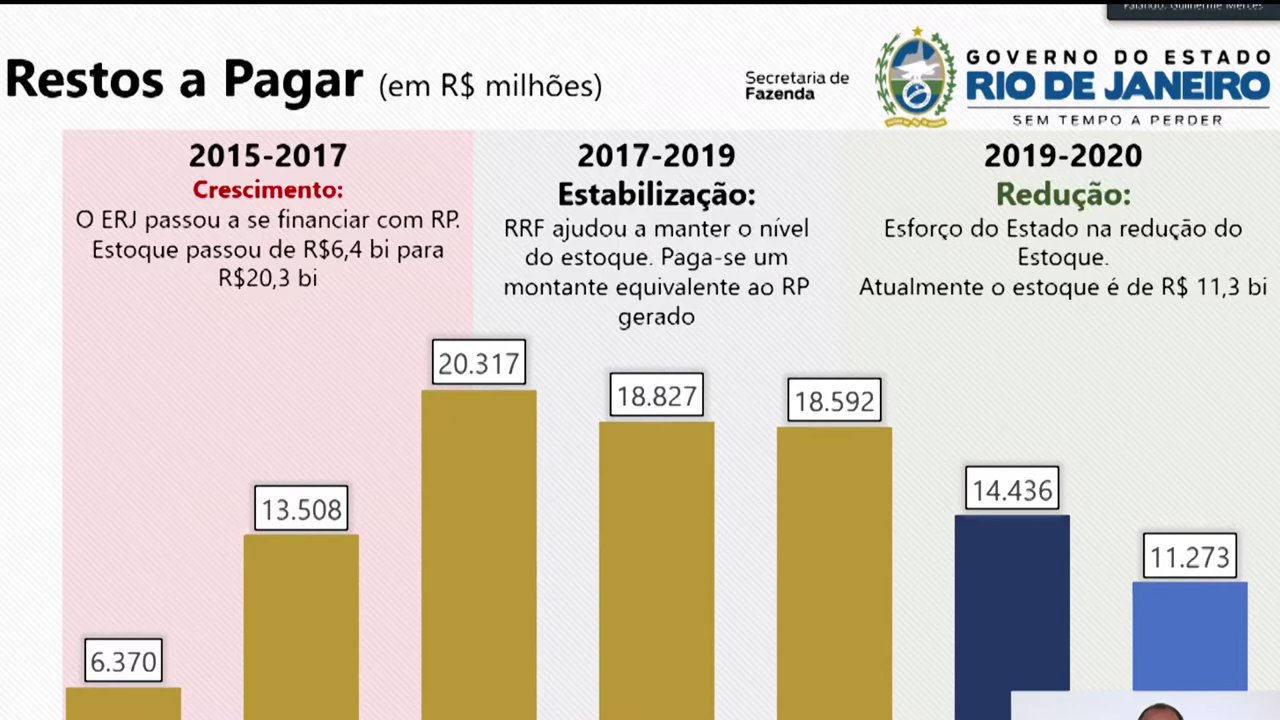 Falando: Guilherme Merces
Restos a Pagar (em R$ milhões)
Secretaria de
Fazenda
GOVERNO DO ESTADO
RIO DE JANEIRO
SEM TEMPO A PERDER
2015-2017
Crescimento:
O ERJ passou a se financiar com RP.
Estoque passou de R$6,4 bi para
R$20,3 bi
2017-2019
Estabilização:
RRF ajudou a manter o nível
do estoque. Paga-se um
montante equivalente ao RP
gerado
2019-2020
Redução:
Esforço do Estado na redução do
Estoque.
Atualmente o estoque é de R$ 11,3 bi
6.370
13.508
20.317
18.827
18.592
14.436
11.273